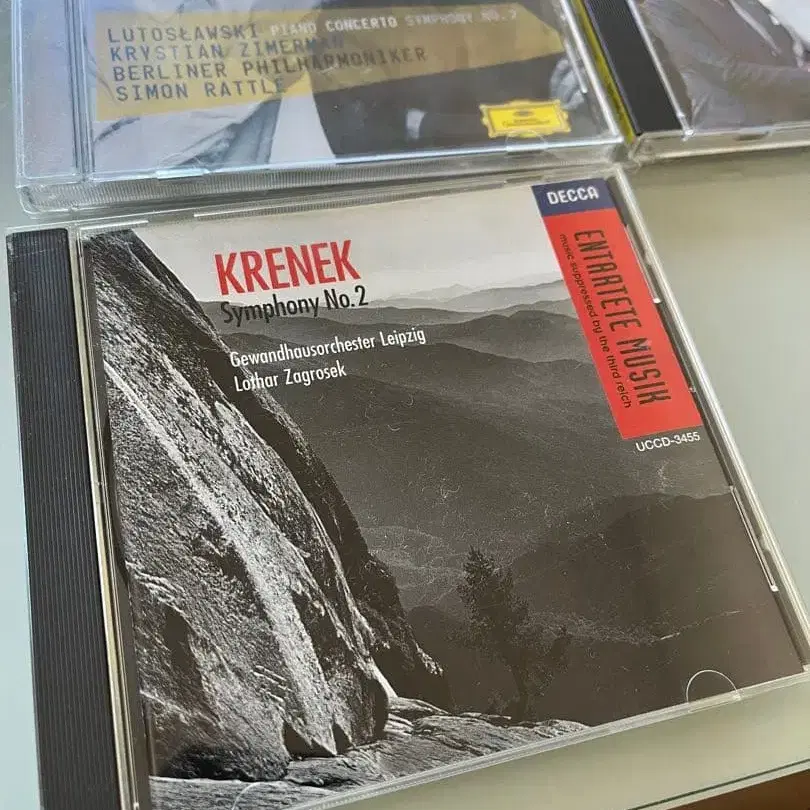 LUTOSŁAWSKI PIANO CONCERTO SYMPHONY NO. 2
KRYSTIAN ZIMERMAN
BERLINER PHILHARMONIKER
SIMON RATTLE
DECCA
ENTARTETE MUSIK
music suppressed by the third reich
UCCD-3455
KRENEK
Symphony No.2
Gewandhausorchester Leipzig
Lothar Zagrosek